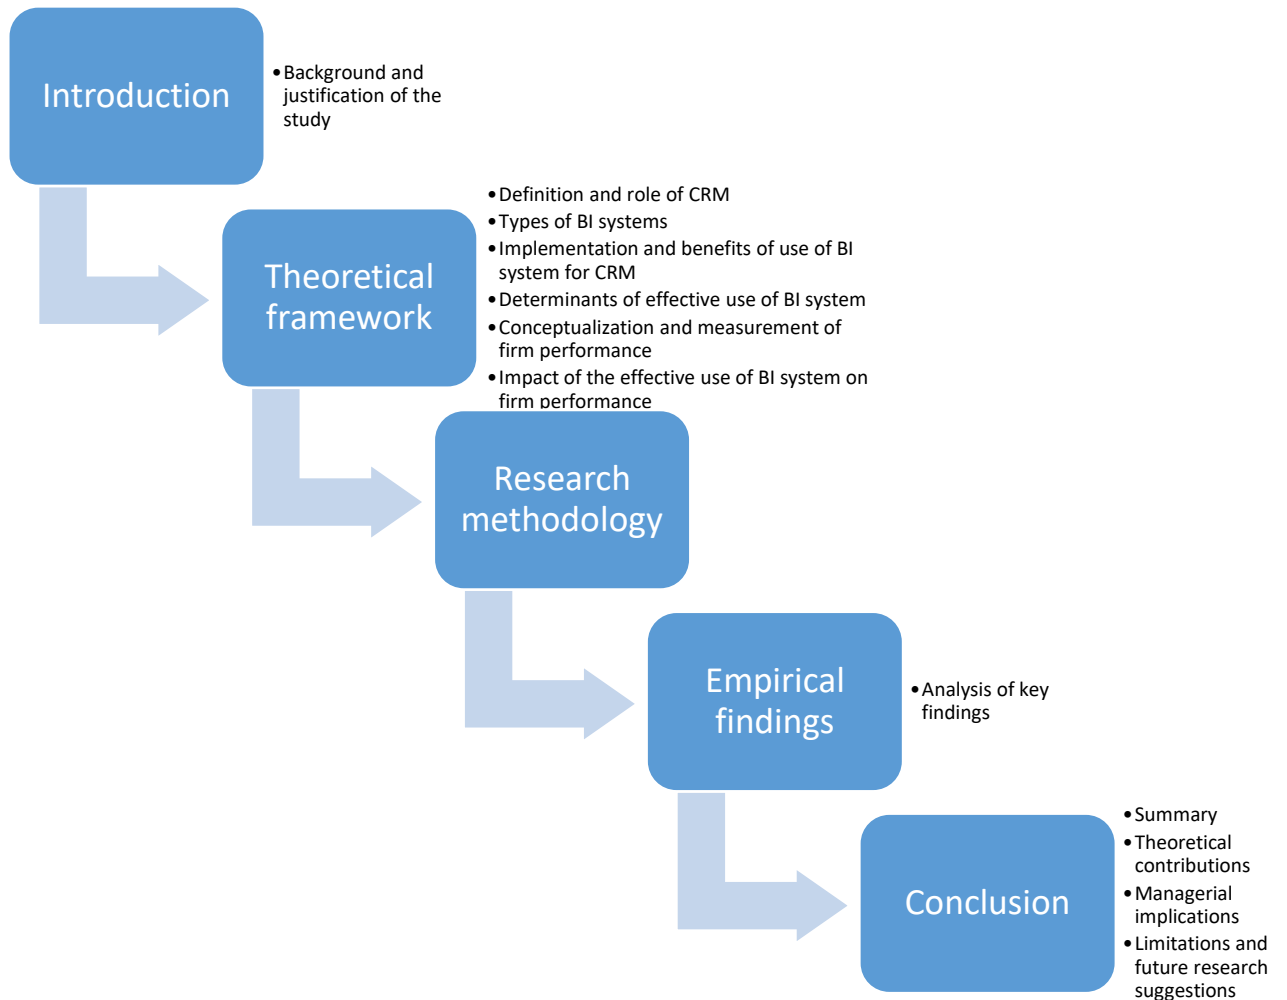 Introduction
•Background and
justification of the
study
Theoretical
framework
•Definition and role of CRM
•Types of BI systems
•Implementation and benefits of use of BI
system for CRM
•Determinants of effective use of BI system
•Conceptualization and measurement of
firm performance
•Impact of the effective use of BI system on
firm performance
Research
methodology
Empirical
findings
•Analysis of key
findings
Conclusion
•Summary
•Theoretical
contributions
•Managerial
implications
•Limitations and
future research
suggestions